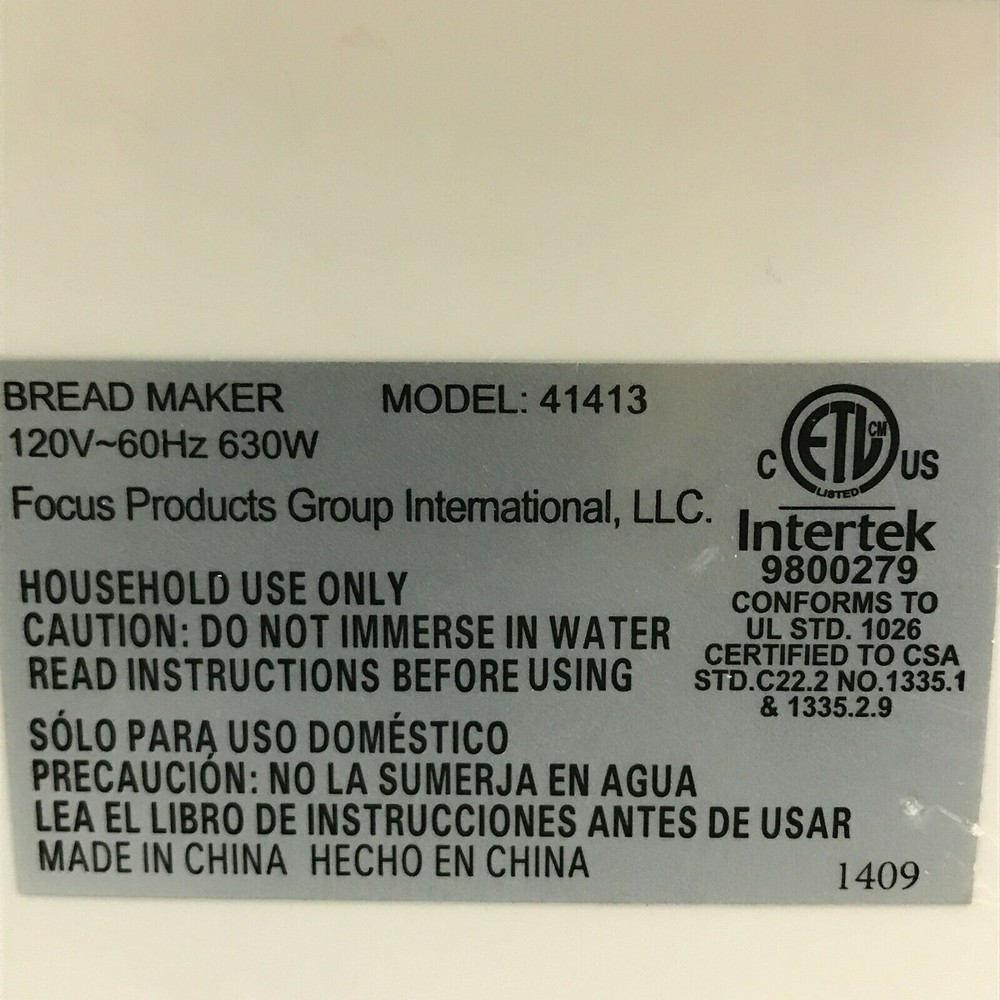 BREAD MAKER MODEL: 41413
120V~60Hz 630W
Focus Products Group International, LLC.
HOUSEHOLD USE ONLY
CAUTION: DO NOT IMMERSE IN WATER
READ INSTRUCTIONS BEFORE USING
SÓLO PARA USO DOMÉSTICO
PRECAUCIÓN: NO LA SUMERJA EN AGUA
LEA EL LIBRO DE INSTRUCCIONES ANTES DE USAR
MADE IN CHINA HECHO EN CHINA
C ETL CM US
LISTED
Intertek
9800279
CONFORMS TO
UL STD. 1026
CERTIFIED TO CSA
STD.C22.2 NO.1335.1
& 1335.2.9
1409